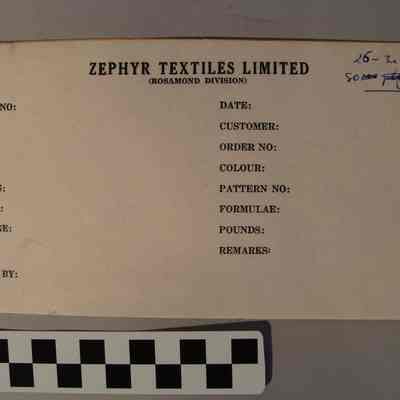 ZEPHYR TEXTILES LIMITED
(ROSAMOND DIVISION)
NO:
BY:
DATE:
CUSTOMER:
ORDER NO:
COLOUR:
PATTERN NO:
FORMULAE:
POUNDS:
REMARKS: